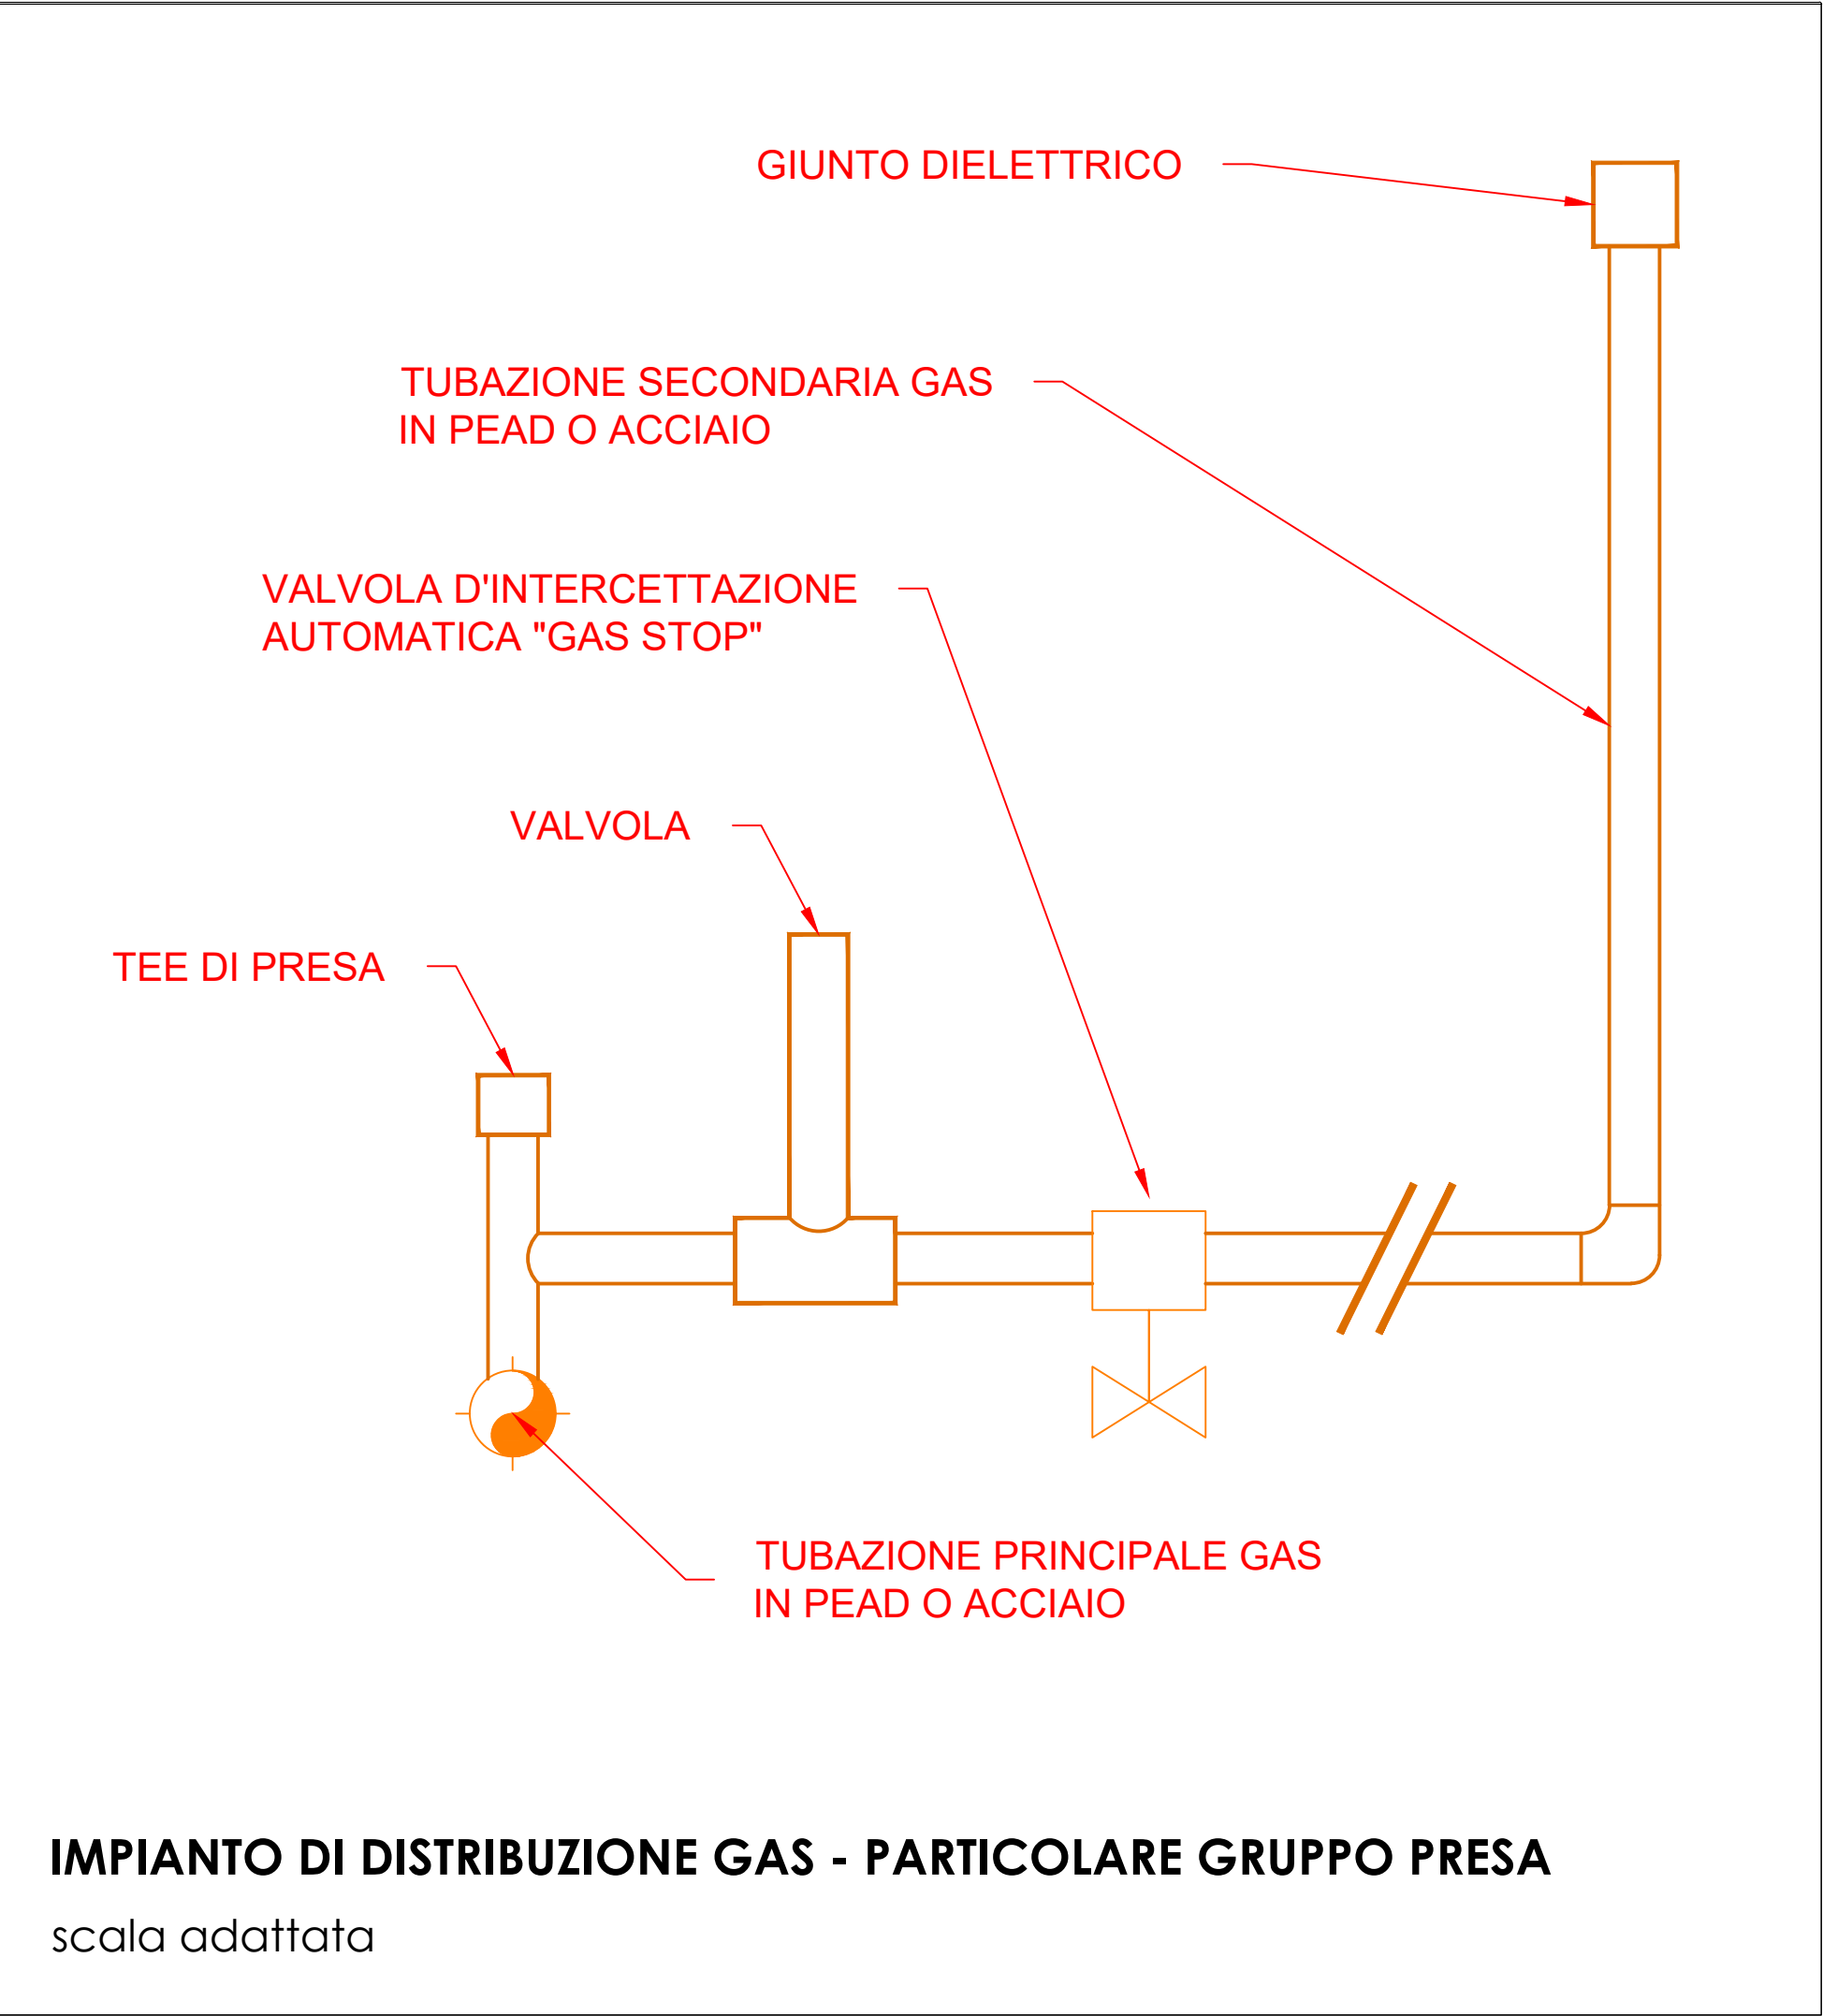 GIUNTO DIELETTRICO
TUBAZIONE SECONDARIA GAS
IN PEAD O ACCIAIO
VALVOLA D'INTERCETTAZIONE
AUTOMATICA "GAS STOP"
VALVOLA
TEE DI PRESA
TUBAZIONE PRINCIPALE GAS
IN PEAD O ACCIAIO
IMPIANTO DI DISTRIBUZIONE GAS - PARTICOLARE GRUPPO PRESA
scala adattata